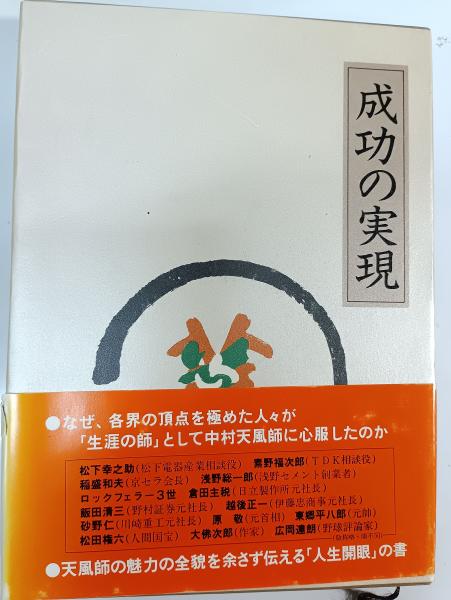 成功の実現
●なぜ、各界の頂点を極めた人々が
「生涯の師」として中村天風師に心服したのか
松下幸之助(松下電器産業相談役) 素野福次郎(TDK相談役)
稲盛和夫(京セラ会長) 浅野総一郎(浅野セメント創業者)
ロックフェラー3世 倉田主税(日立製作所元社長)
飯田清三(野村証券元社長) 越後正一(伊藤忠商事元社長)
砂野仁(川崎重工元社長) 原 敬(元首相) 東郷平八郎(元帥)
松田権六(人間国宝) 大佛次郎(作家) 広岡達朗(野球評論家)
●天風師の魅力の全貌を余さず伝える「人生開眼」の書